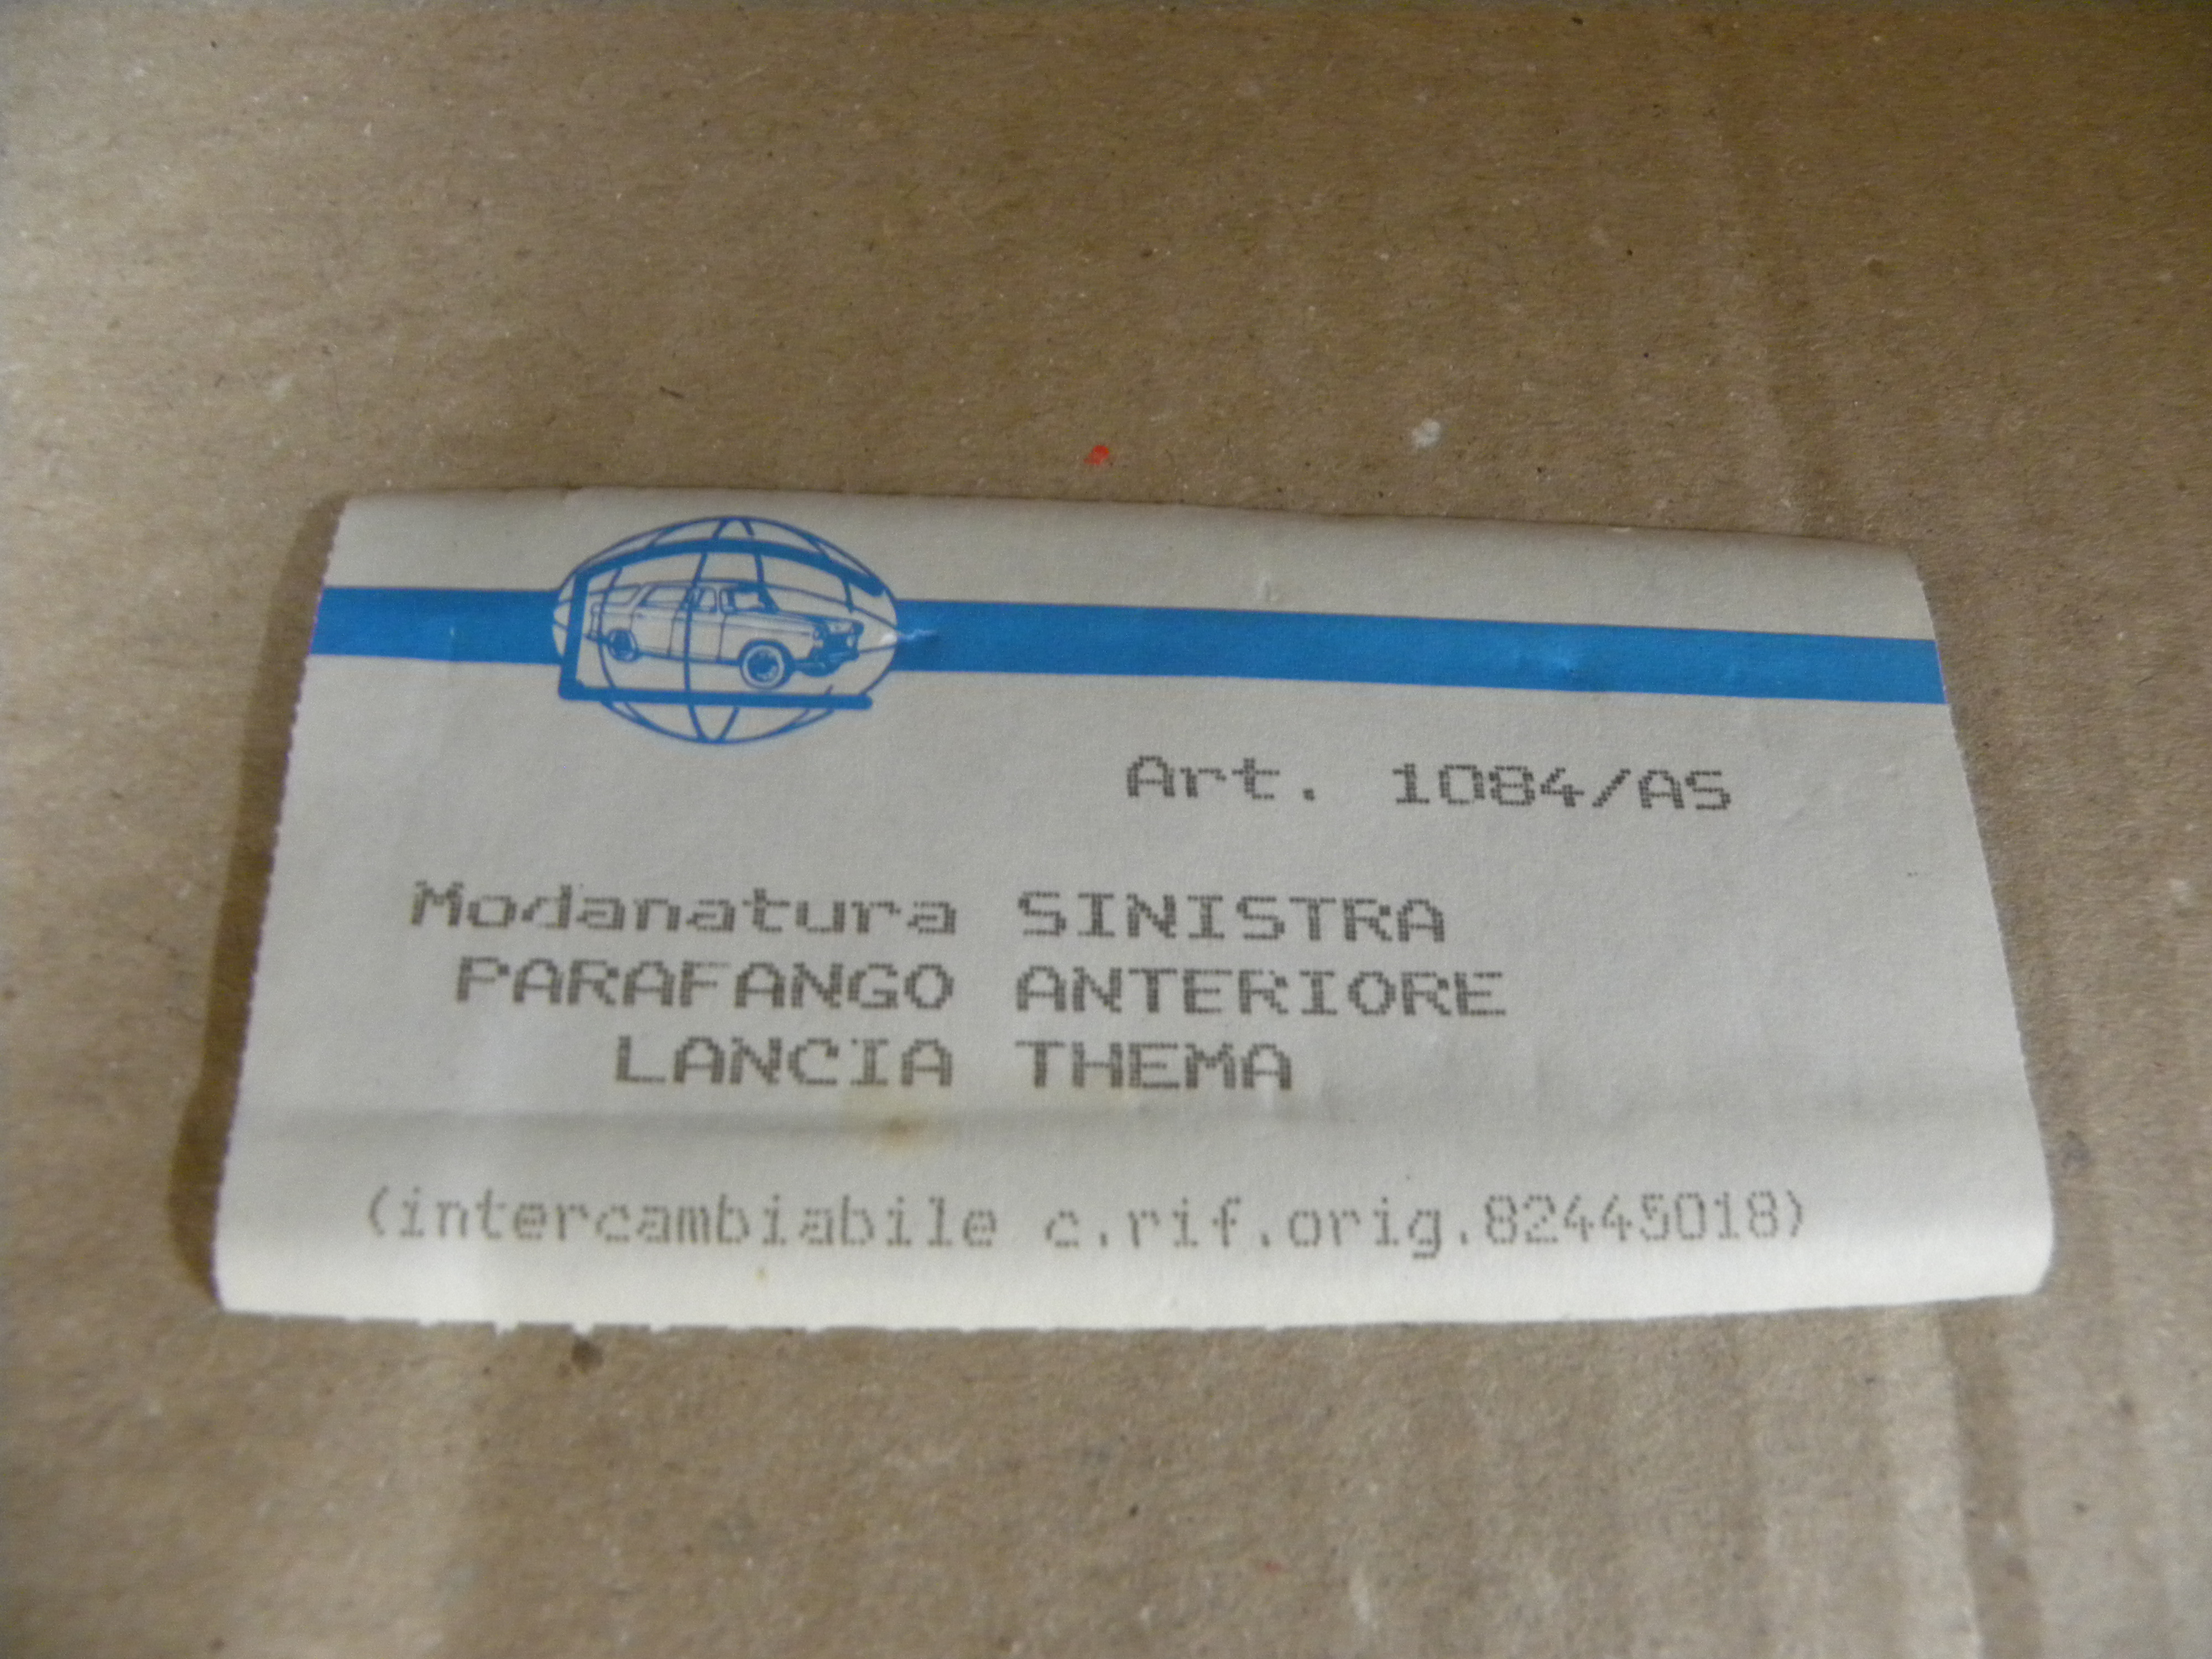 Art. 1084/AS
Modanatura SINISTRA
PARAFANGO ANTERIORE
LANCIA THEMA
(intercambiabile c.rif.orig.82445018)